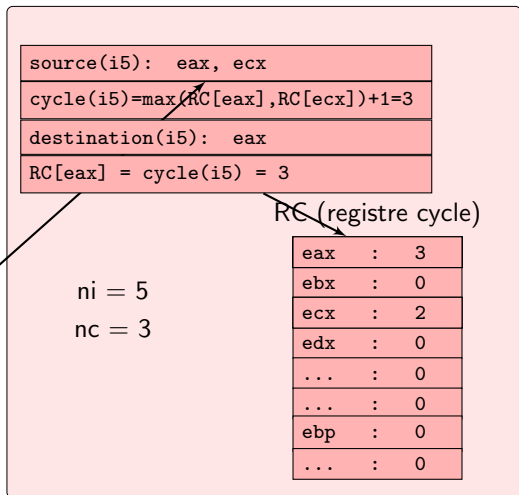 source(i5): eax, ecx
cycle(i5)=max(RC[eax],RC[ecx])+1=3
destination(i5): eax
RC[eax] = cycle(i5) = 3
RC (registre cycle)
eax : 3
ebx : 0
ecx : 2
edx : 0
... : 0
... : 0
ebp : 0
... : 0
ni = 5
nc = 3